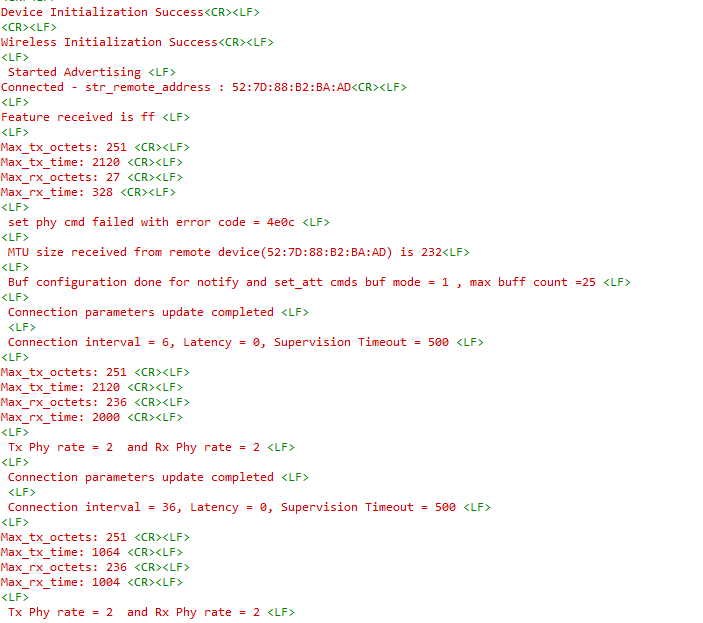 Device Initialization Success<CR><LF>
<CR><LF>
Wireless Initialization Success<CR><LF>
<LF>
Started Advertising <LF>
Connected - str_remote_address : 52:7D:88:B2:BA:AD<CR><LF>
<LF>
Feature received is ff <LF>
<LF>
Max_tx_octets: 251 <CR><LF>
Max_tx_time: 2120 <CR><LF>
Max_rx_octets: 27 <CR><LF>
Max_rx_time: 328 <CR><LF>
<LF>
set phy cmd failed with error code = 4e0c <LF>
<LF>
MTU size received from remote device(52:7D:88:B2:BA:AD) is 232<LF>
<LF>
Buf configuration done for notify and set_att cmds buf mode = 1 , max buff count =25 <LF>
<LF>
Connection parameters update completed <LF>
<LF>
Connection interval = 6, Latency = 0, Supervision Timeout = 500 <LF>
<LF>
Max_tx_octets: 251 <CR><LF>
Max_tx_time: 2120 <CR><LF>
Max_rx_octets: 236 <CR><LF>
Max_rx_time: 2000 <CR><LF>
<LF>
Tx Phy rate = 2  and Rx Phy rate = 2 <LF>
<LF>
Connection parameters update completed <LF>
<LF>
Connection interval = 36, Latency = 0, Supervision Timeout = 500 <LF>
<LF>
Max_tx_octets: 251 <CR><LF>
Max_tx_time: 1064 <CR><LF>
Max_rx_octets: 236 <CR><LF>
Max_rx_time: 1004 <CR><LF>
<LF>
Tx Phy rate = 2  and Rx Phy rate = 2 <LF>